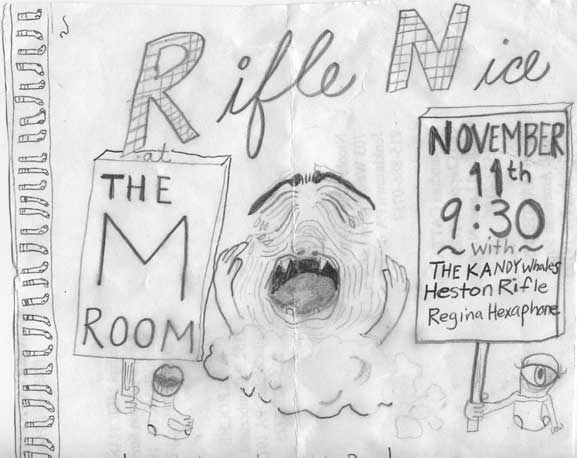 Rifle Nice
at
THE
M
ROOM
NOVEMBER
11th
9:30
~ with ~
THE KANDY Whales
Heston Rifle
Regina Hexaphone